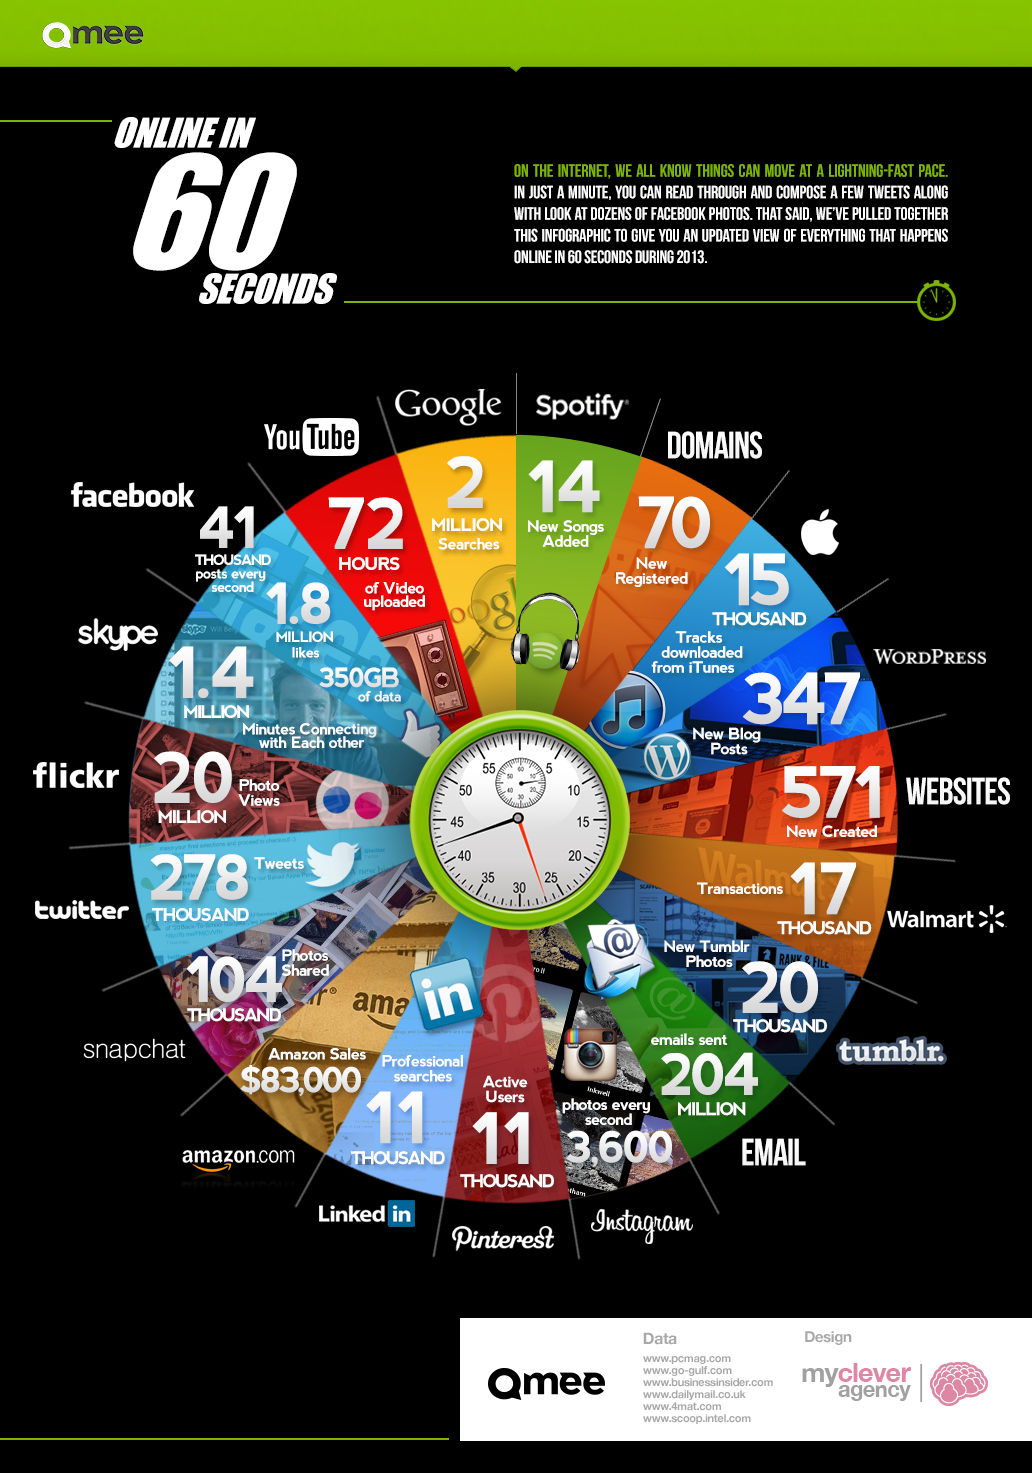 Qmee
ONLINE IN
60
SECONDS
ON THE INTERNET, WE ALL KNOW THINGS CAN MOVE AT A LIGHTNING-FAST PACE.
IN JUST A MINUTE, YOU CAN READ THROUGH AND COMPOSE A FEW TWEETS ALONG
WITH LOOK AT DOZENS OF FACEBOOK PHOTOS. THAT SAID, WE'VE PULLED TOGETHER
THIS INFOGRAPHIC TO GIVE YOU AN UPDATED VIEW OF EVERYTHING THAT HAPPENS
ONLINE IN 60 SECONDS DURING 2013.
Google
2
MILLION
Searches
Spotify
14
New Songs
Added
DOMAINS
70
New
Registered
15
THOUSAND
Tracks
downloaded
from iTunes
WORDPRESS
347
New Blog
Posts
WEBSITES
571
New Created
Walmart
Transactions
17
THOUSAND
tumblr.
New Tumblr
Photos
20
THOUSAND
RANK & FILE
EMAIL
emails sent
204
MILLION
@
Instagram
photos every
second
3,600
Inkwell
Pinterest
Active
Users
11
THOUSAND
Linked in
in
Professional
searches
11
THOUSAND
amazon.com
ama
Amazon Sales
$83,000
snapchat
Photos
Shared
104
THOUSAND
twitter
278
Tweets
THOUSAND
flickr
20
MILLION
Photo
Views
skype
1.4
MILLION
Minutes Connecting
with Each other
facebook
41
THOUSAND
posts every
second
1.8
MILLION
likes
350GB
of data
YouTube
72
HOURS
of Video
uploaded
5
10
15
20
25
30
35
40
45
50
55
Qmee
Data
www.pcmag.com
www.go-gulf.com
www.businessinsider.com
www.dailymail.co.uk
www.4mat.com
www.scoop.intel.com
Design
myclever
agency